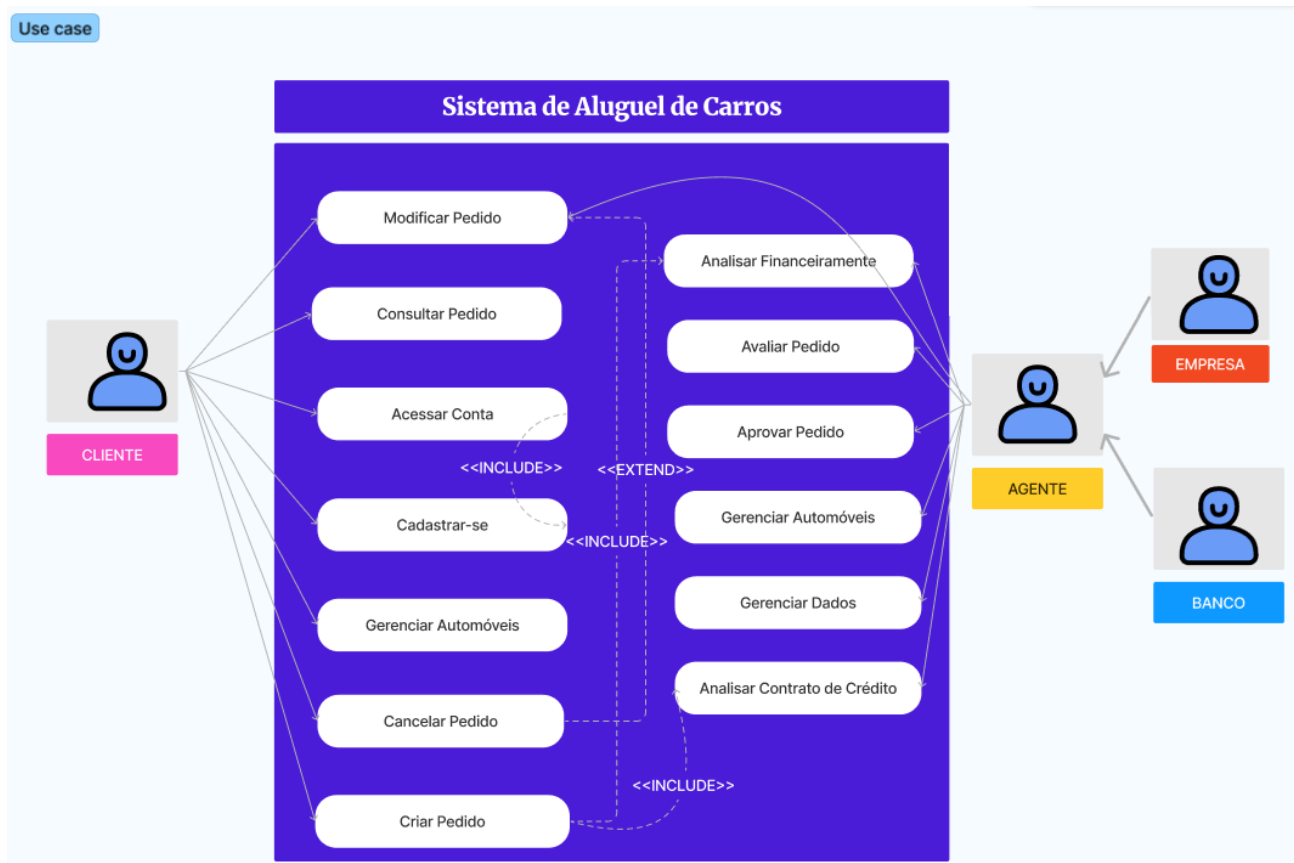 Use case
Sistema de Aluguel de Carros
Modificar Pedido
Consultar Pedido
Acessar Conta
<<INCLUDE>>
Cadastrar-se
Gerenciar Automóveis
Cancelar Pedido
Criar Pedido
<<EXTEND>>
<<INCLUDE>>
<<INCLUDE>>
Analisar Financeiramente
Avaliar Pedido
Aprovar Pedido
Gerenciar Automóveis
Gerenciar Dados
Analisar Contrato de Crédito
CLIENTE
AGENTE
EMPRESA
BANCO